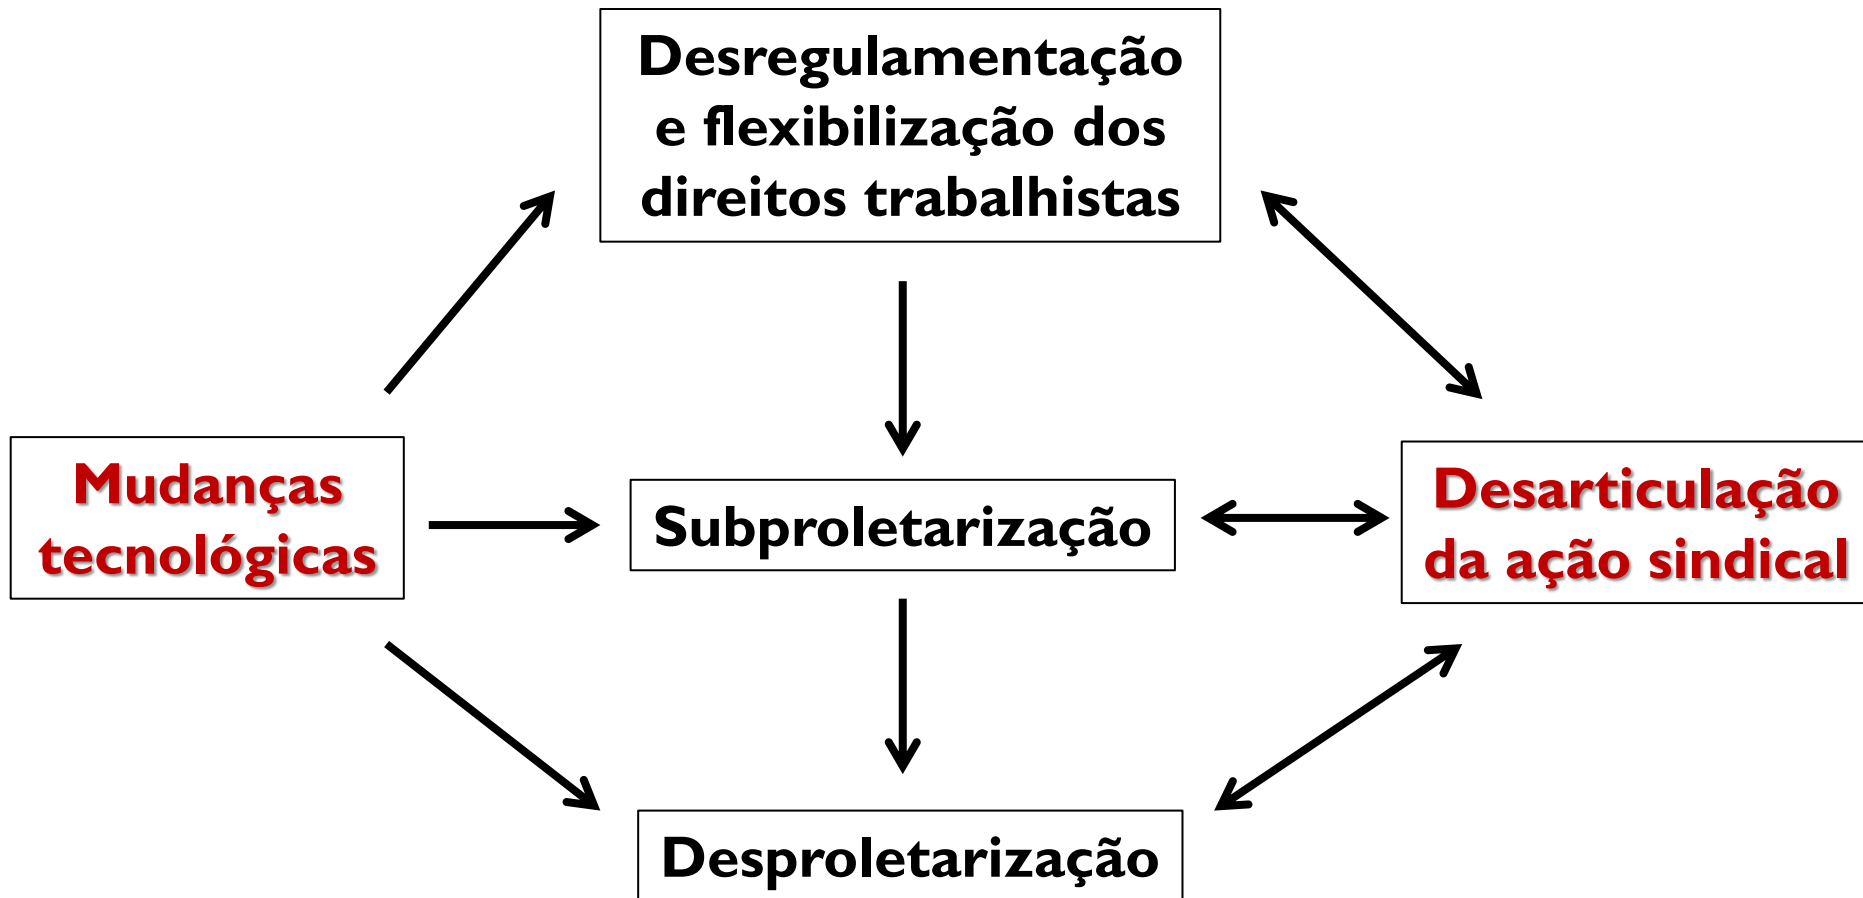 Desregulamentação
e flexibilização dos
direitos trabalhistas
Mudanças
tecnológicas
Subproletarização
Desarticulação
da ação sindical
Desproletarização